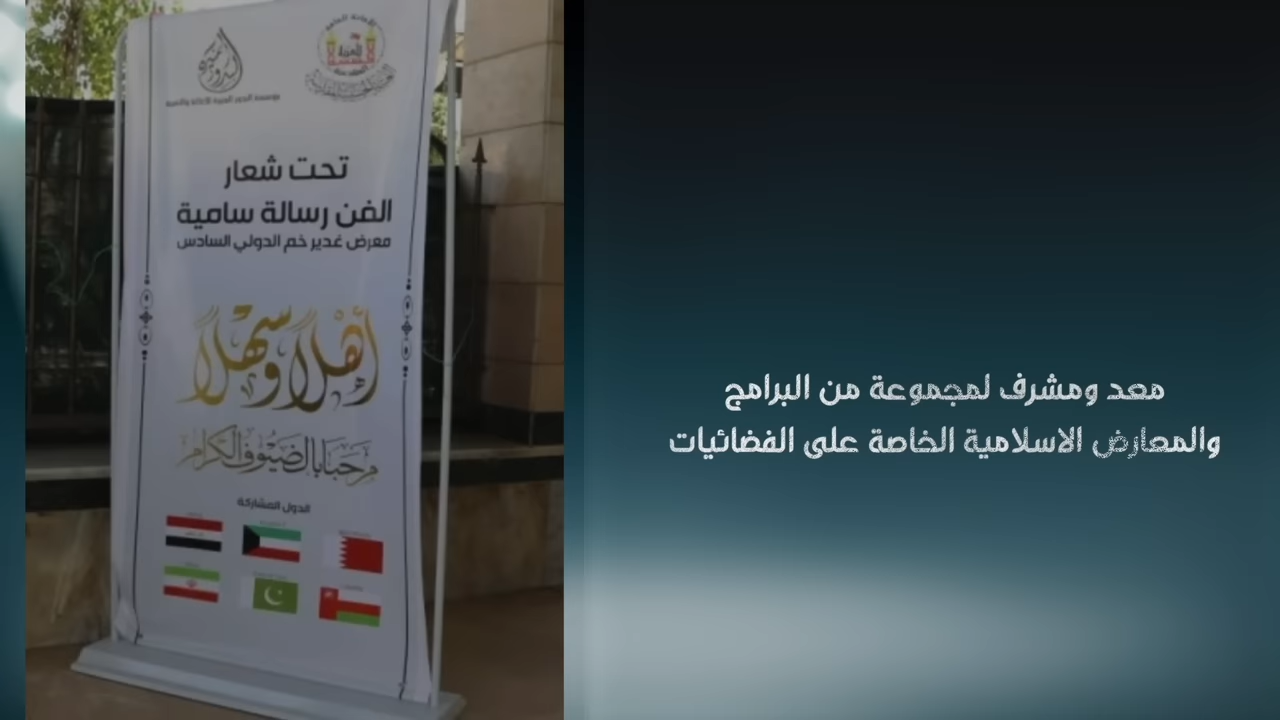 تحت شعار
الفن رسالة سامية
معرض غدير خم الدولي السادس
أهلا وسهلا
مرحبا بالضيوف الكرام
الدول المشاركة
معد ومشرف لمجموعة من البرامج
والمعارض الاسلامية الخاصة على الفضائيات